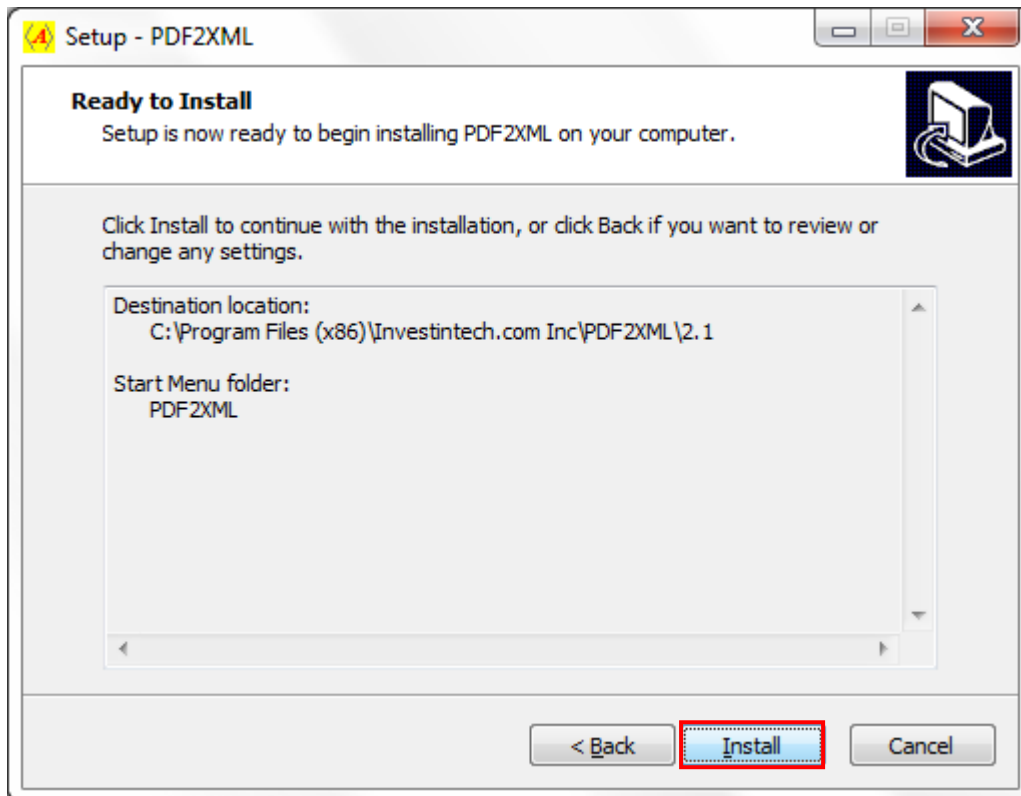 Setup - PDF2XML
Ready to Install
Setup is now ready to begin installing PDF2XML on your computer.
Click Install to continue with the installation, or click Back if you want to review or
change any settings.
Destination location:
C:\Program Files (x86)\Investintech.com Inc\PDF2XML\2.1
Start Menu folder:
PDF2XML
< Back
Install
Cancel